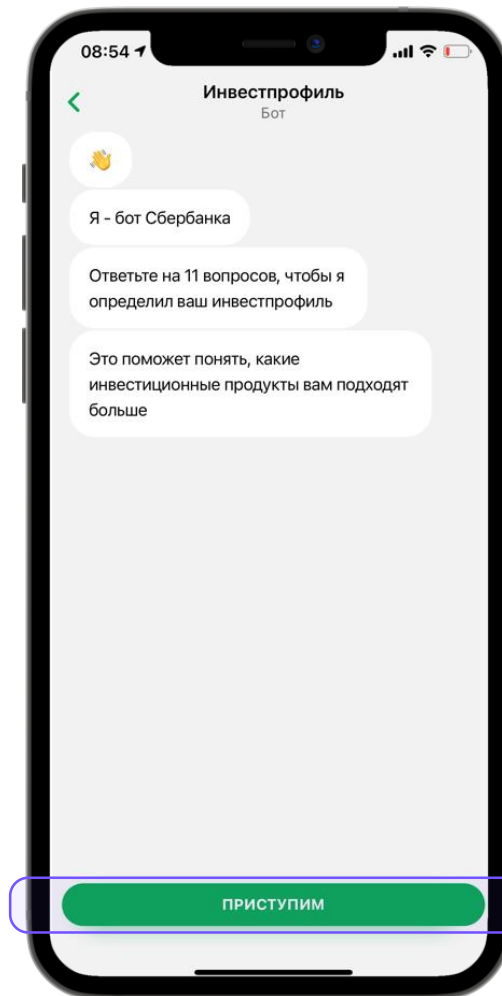 08:54
Инвестпрофиль
Бот
Я - бот Сбербанка
Ответьте на 11 вопросов, чтобы я
определил ваш инвестпрофиль
Это поможет понять, какие
инвестиционные продукты вам подходят
больше
ПРИСТУПИМ